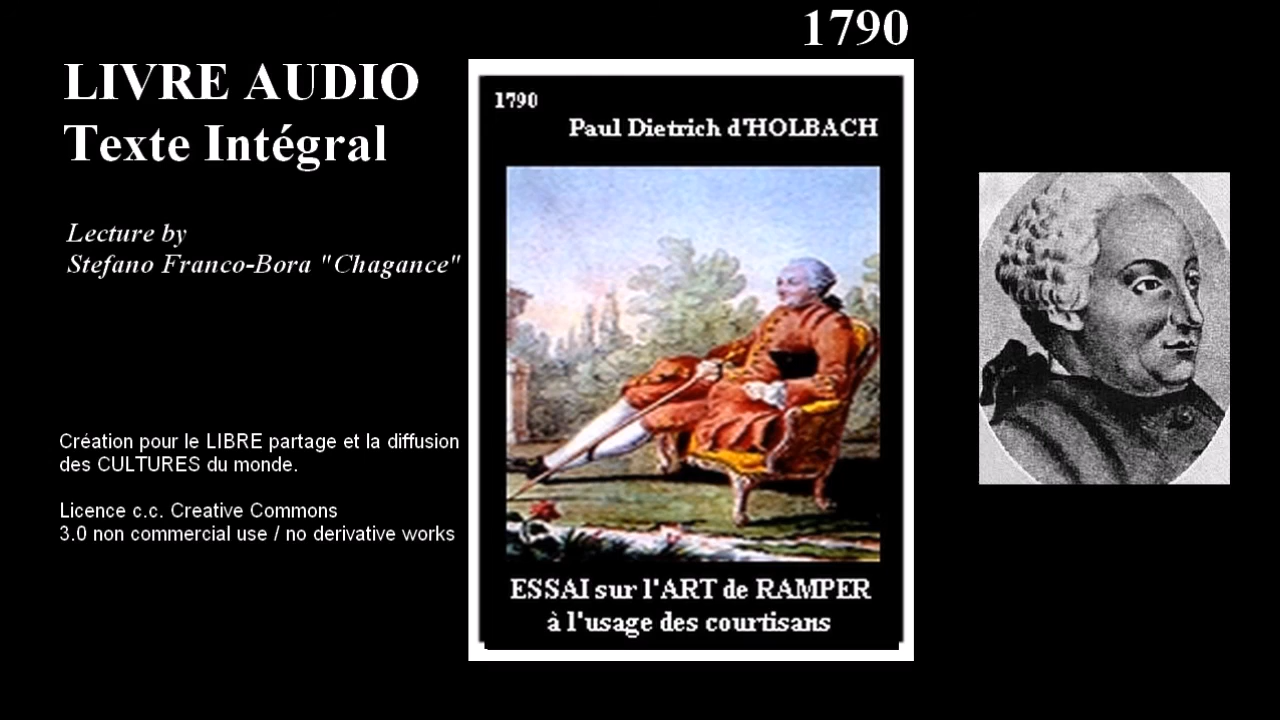 LIVRE AUDIO
Texte Intégral
Lecture by
Stefano Franco-Bora "Chagance"
Création pour le LIBRE partage et la diffusion
des CULTURES du monde.
Licence c.c. Creative Commons
3.0 non commercial use / no derivative works
1790
1790
Paul Dietrich d'HOLBACH
ESSAI sur l'ART de RAMPER
à l'usage des courtisans